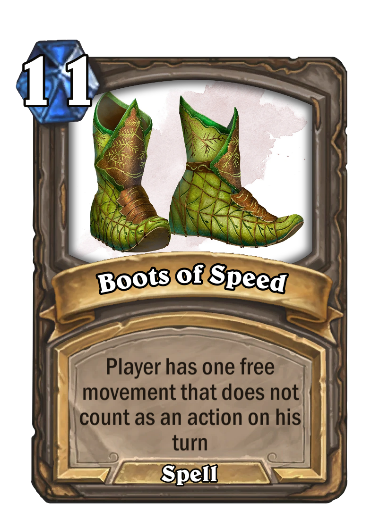 11
Boots of Speed
Player has one free
movement that does not
count as an action on his
turn
Spell